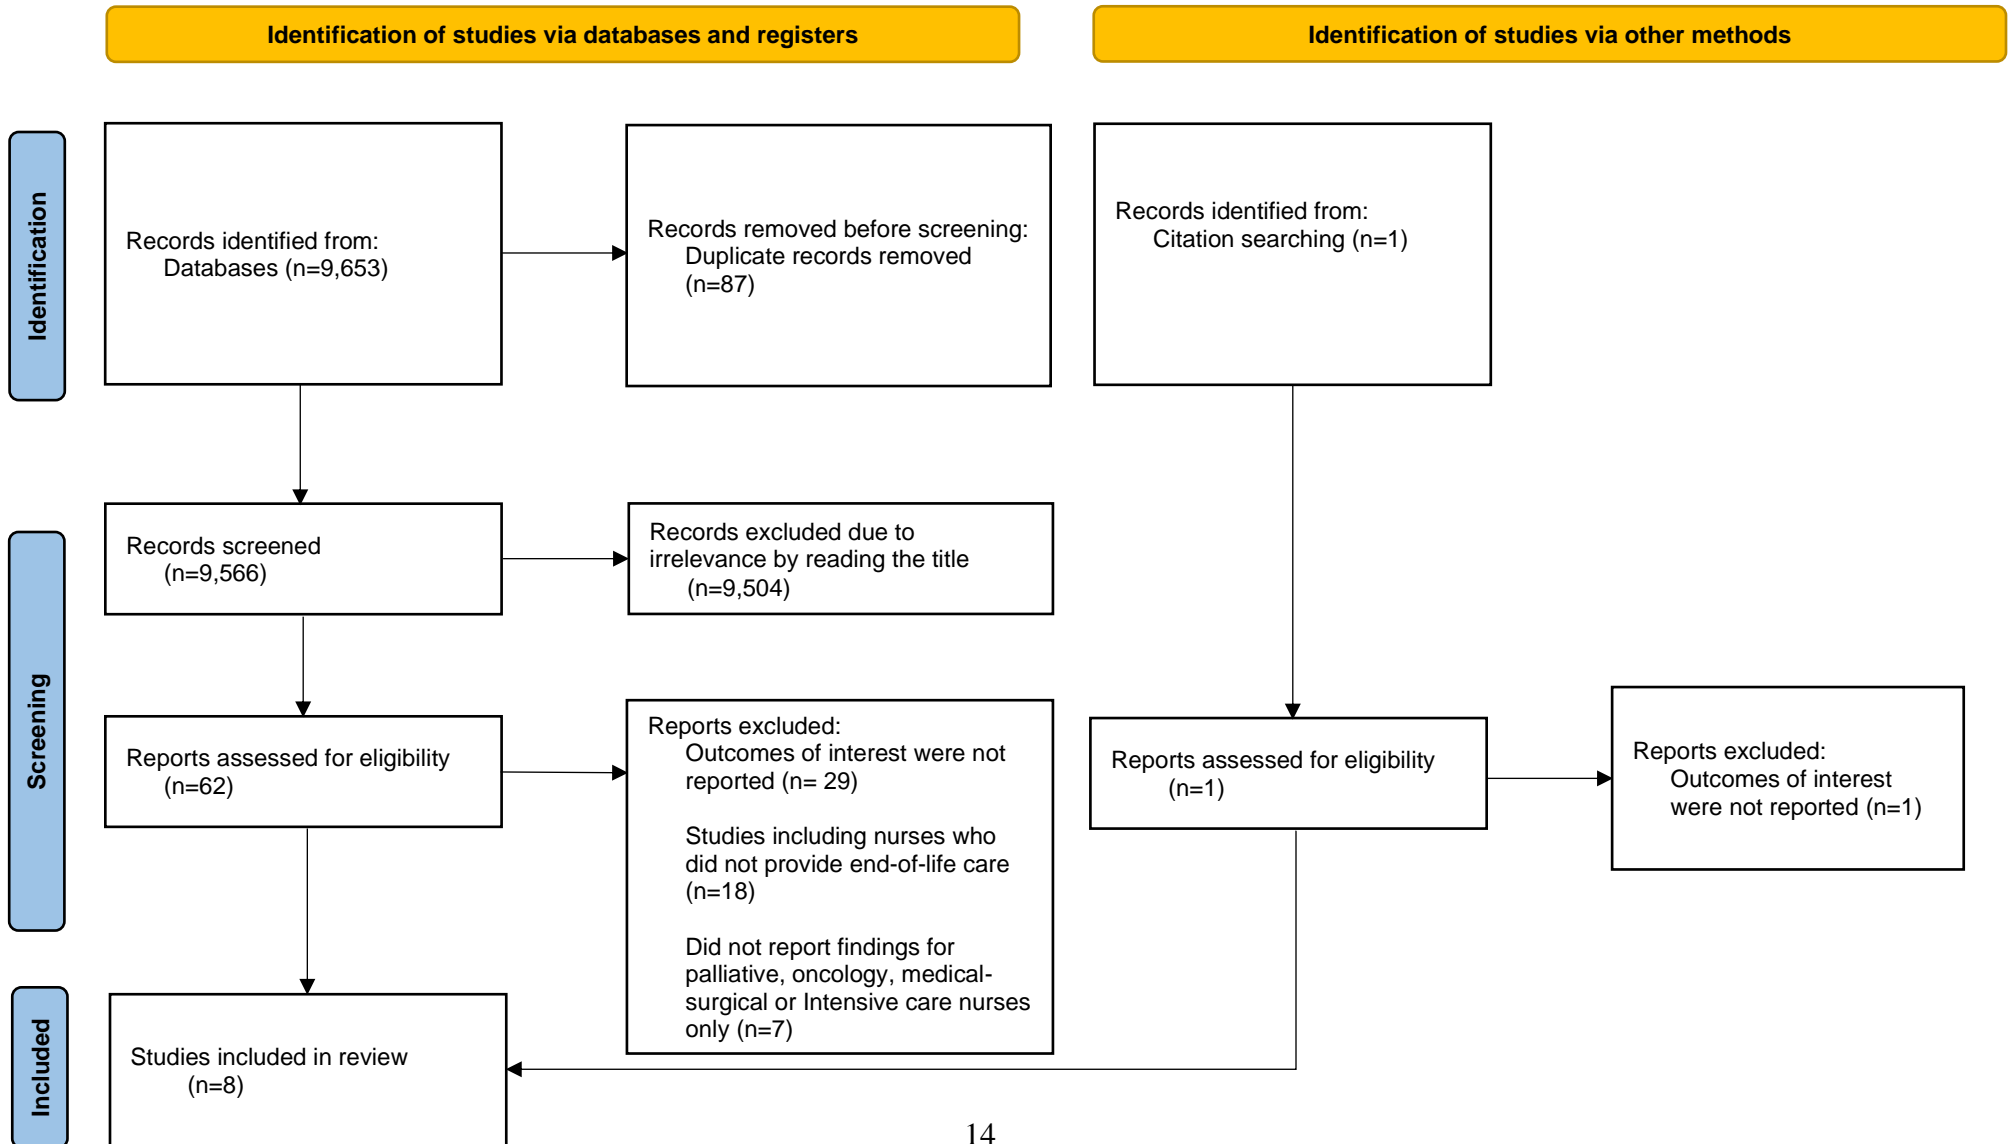 Identification of studies via databases and registers
Identification of studies via other methods
Identification
Records identified from:
Databases (n=9,653)
Records removed before screening:
Duplicate records removed
(n=87)
Records identified from:
Citation searching (n=1)
Screening
Records screened
(n=9,566)
Records excluded due to
irrelevance by reading the title
(n=9,504)
Reports assessed for eligibility
(n=62)
Reports excluded:
Outcomes of interest were not
reported (n= 29)
Studies including nurses who
did not provide end-of-life care
(n=18)
Did not report findings for
palliative, oncology, medical-
surgical or Intensive care nurses
only (n=7)
Reports assessed for eligibility
(n=1)
Reports excluded:
Outcomes of interest
were not reported (n=1)
Included
Studies included in review
(n=8)
14